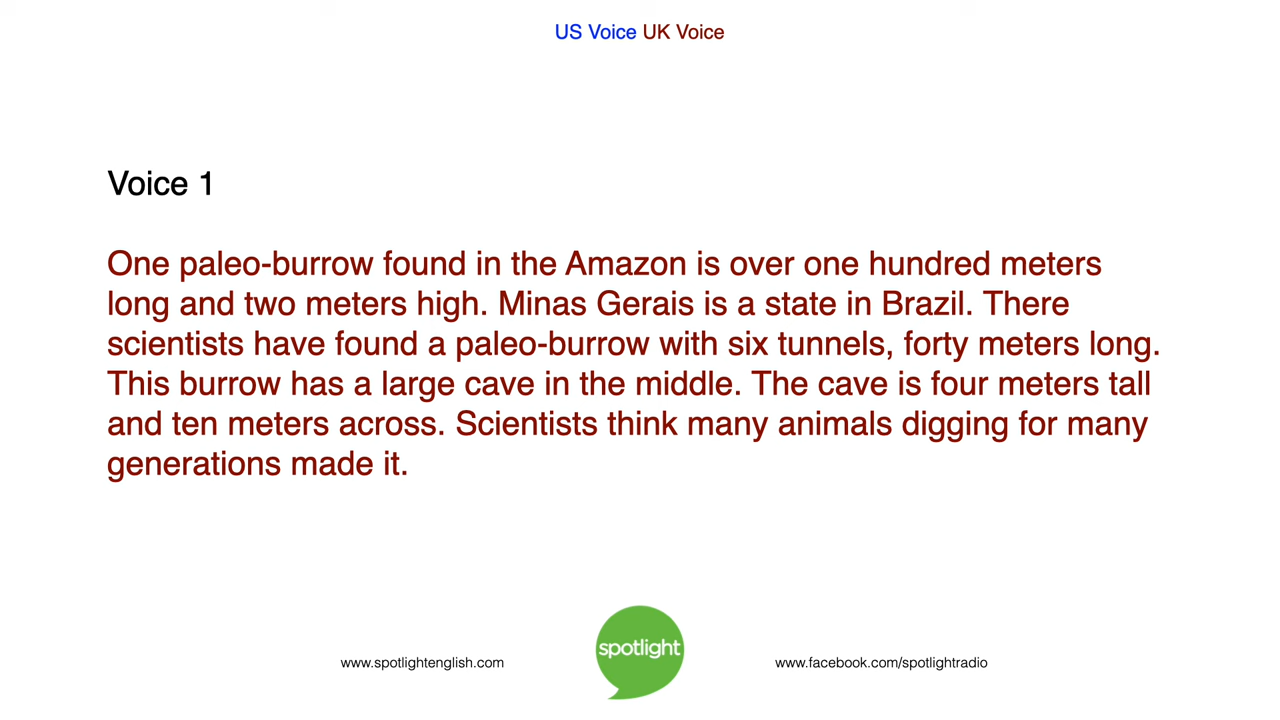 US Voice UK Voice
Voice 1
One paleo-burrow found in the Amazon is over one hundred meters
long and two meters high. Minas Gerais is a state in Brazil. There
scientists have found a paleo-burrow with six tunnels, forty meters long.
This burrow has a large cave in the middle. The cave is four meters tall
and ten meters across. Scientists think many animals digging for many
generations made it.
www.spotlightenglish.com
spotlight
www.facebook.com/spotlightradio